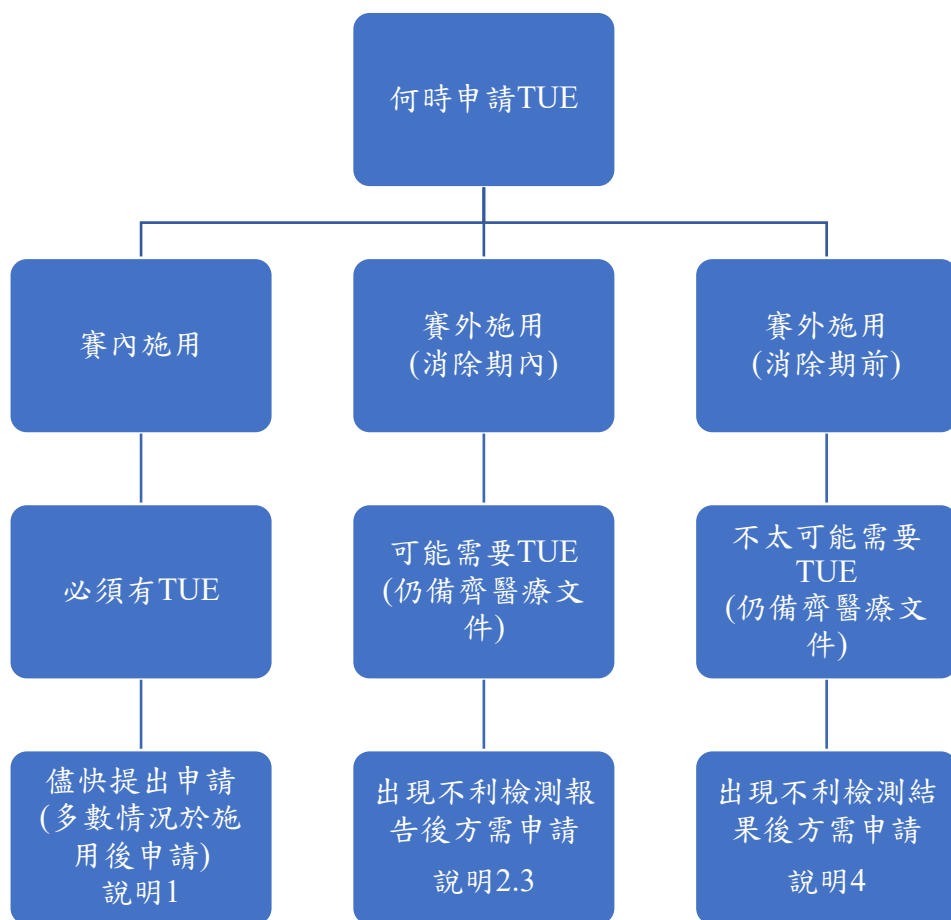 何時申請TUE
賽內施用
賽外施用
(消除期內)
賽外施用
(消除期前)
必須有TUE
可能需要TUE
(仍備齊醫療文
件)
不太可能需要
TUE
(仍備齊醫療文
件)
儘快提出申請
(多數情況於施
用後申請)
說明1
出現不利檢測報
告後方需申請
說明2.3
出現不利檢測結
果後方需申請
說明4